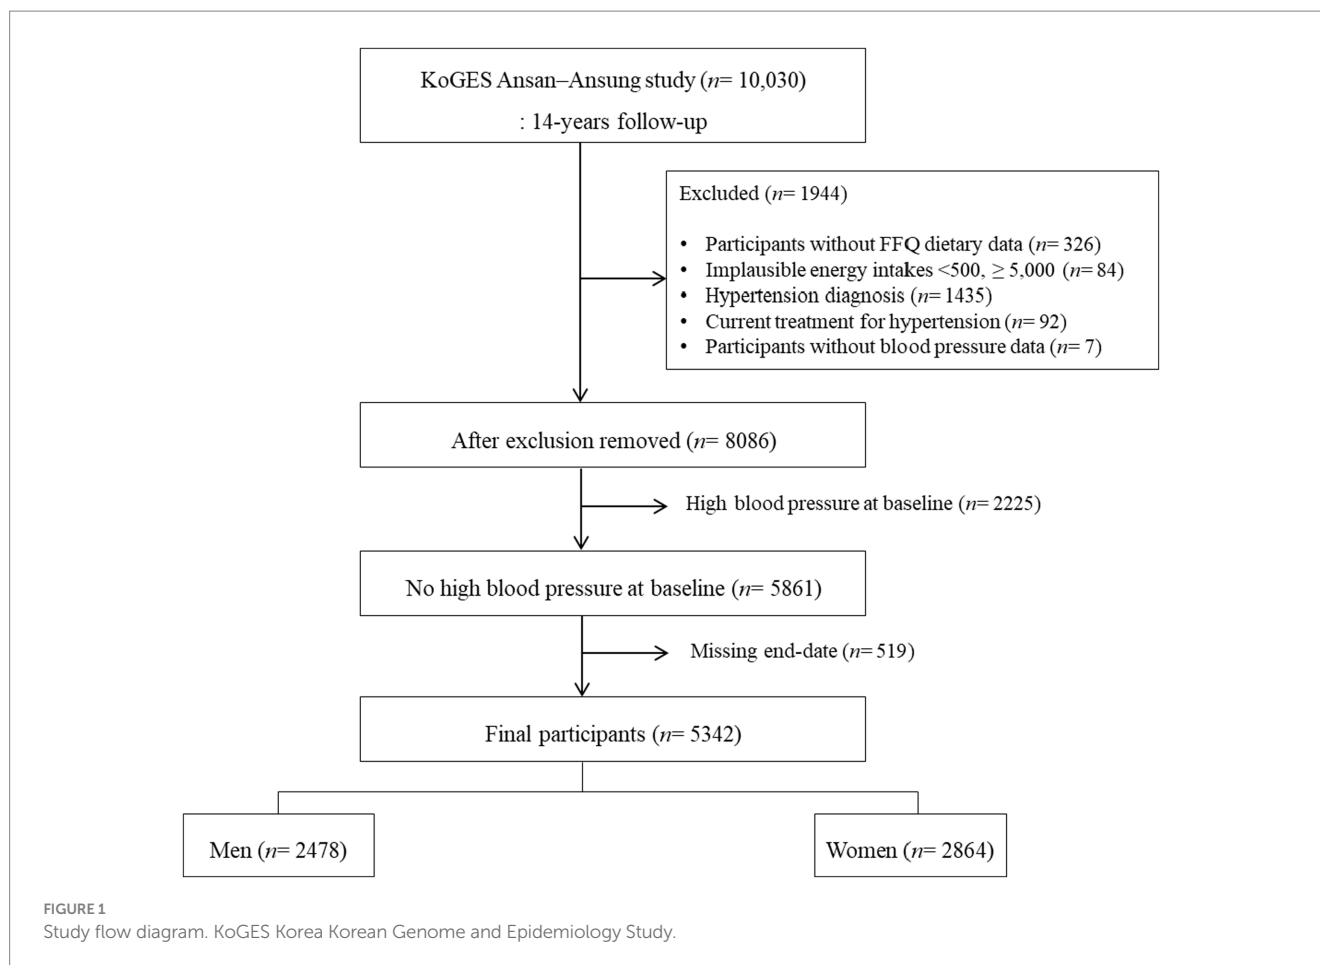 KoGES Ansan–Ansung study (n= 10,030)
: 14-years follow-up
Excluded (n= 1944)
• Participants without FFQ dietary data (n= 326)
• Implausible energy intakes <500, ≥ 5,000 (n= 84)
• Hypertension diagnosis (n= 1435)
• Current treatment for hypertension (n= 92)
• Participants without blood pressure data (n= 7)
After exclusion removed (n= 8086)
High blood pressure at baseline (n= 2225)
No high blood pressure at baseline (n= 5861)
Missing end-date (n= 519)
Final participants (n= 5342)
Men (n= 2478)
Women (n= 2864)
FIGURE 1
Study flow diagram. KoGES Korea Korean Genome and Epidemiology Study.